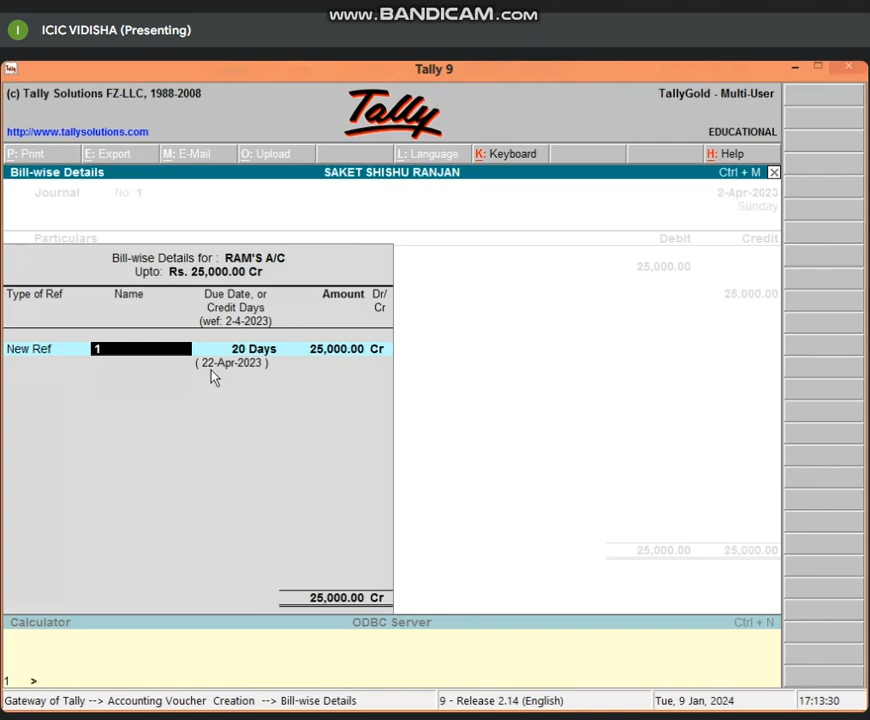 www.BANDICAM.com
I ICIC VIDISHA (Presenting)
Tally Tally 9
(c) Tally Solutions FZ-LLC, 1988-2008 Tally TallyGold - Multi-User
http://www.tallysolutions.com EDUCATIONAL
P: Print E: Export M: E-Mail O: Upload L: Language K: Keyboard H: Help
Bill-wise Details SAKET SHISHU RANJAN Ctrl + M
Journal No. 1 2-Apr-2023
Sunday
Particulars Debit Credit
Bill-wise Details for : RAM'S A/C
Upto: Rs. 25,000.00 Cr
25,000.00
25,000.00
Type of Ref Name Due Date, or Amount Dr/
Credit Days Cr
(wef: 2-4-2023)
New Ref 1 20 Days 25,000.00 Cr
( 22-Apr-2023 )
25,000.00 25,000.00
25,000.00 Cr
Calculator ODBC Server Ctrl + N
1 >
Gateway of Tally --> Accounting Voucher Creation --> Bill-wise Details 9 - Release 2.14 (English) Tue, 9 Jan, 2024 17:13:30